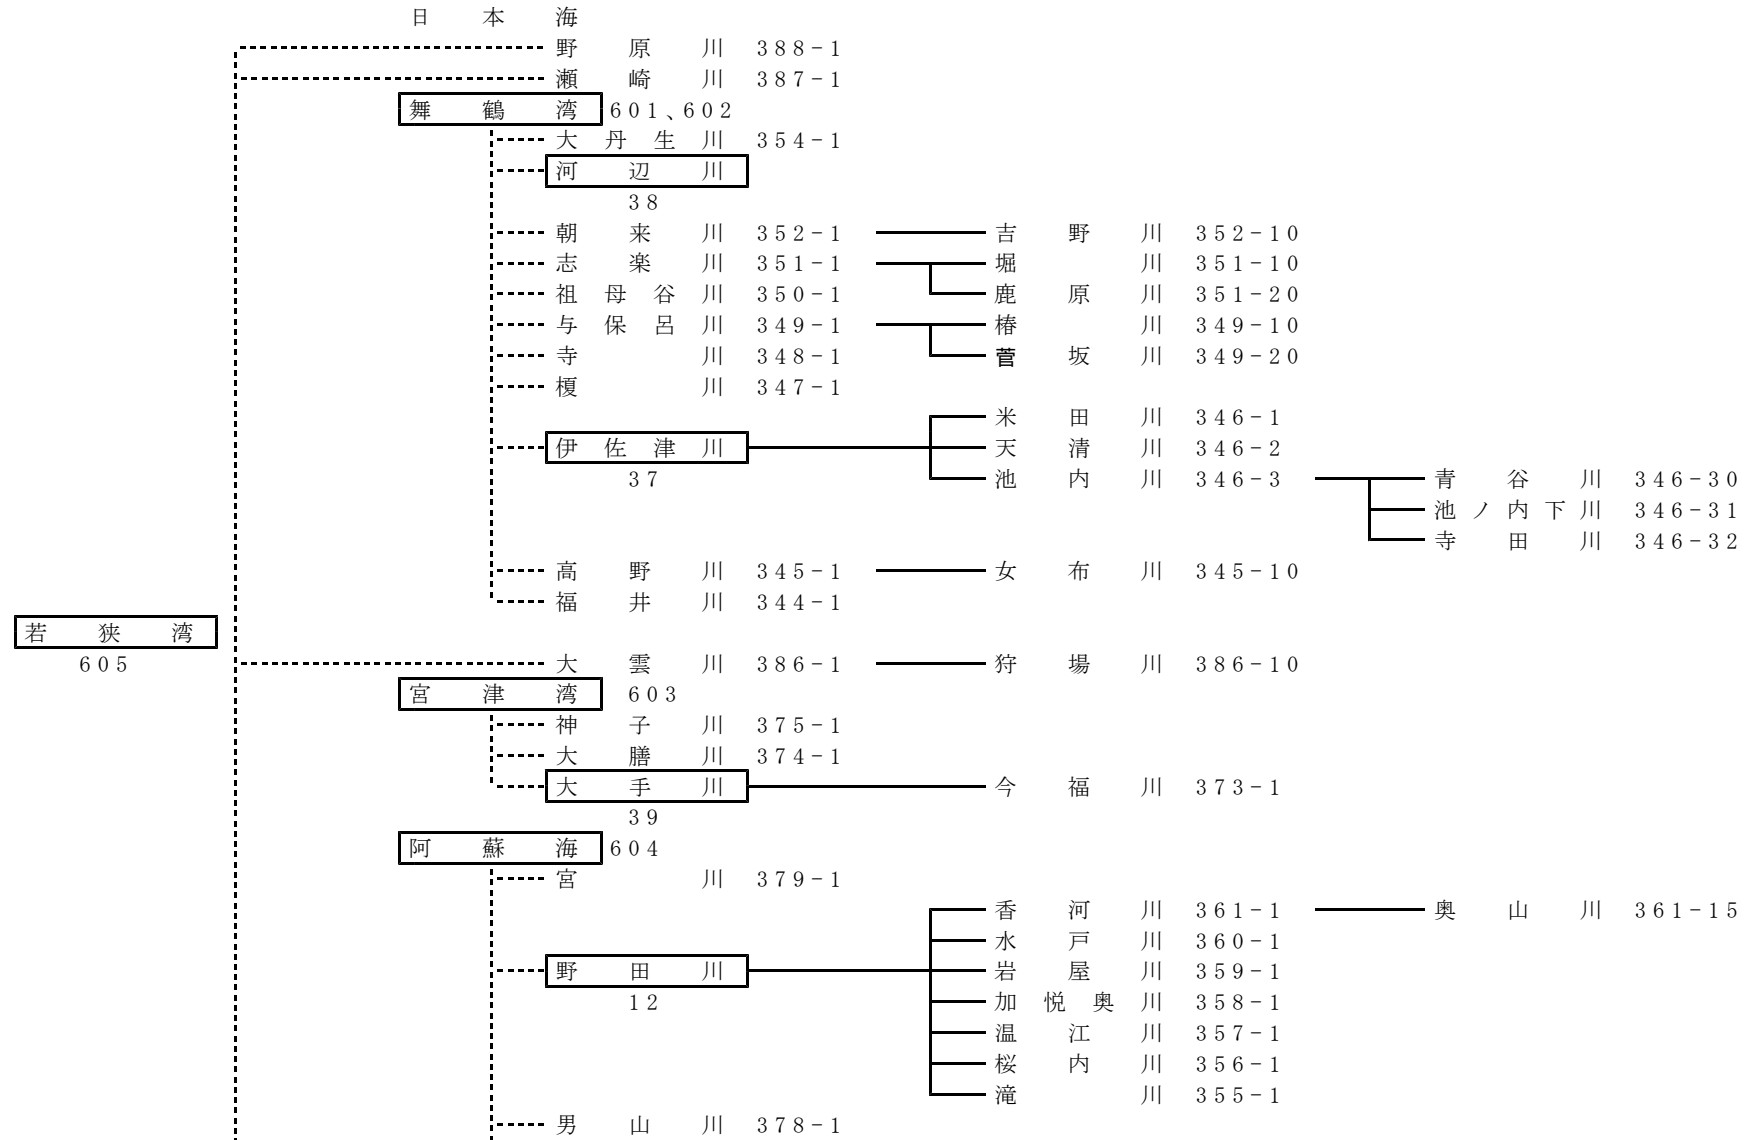 日本海
野原川 388-1
瀬崎川 387-1
舞鶴湾 601、602
大丹生川 354-1
河辺川
38
朝来川 352-1 吉野川 352-10
志楽川 351-1 堀川 351-10
祖母谷川 350-1 鹿原川 351-20
与保呂川 349-1 椿川 349-10
寺川 348-1 菅坂川 349-20
榎川 347-1
米田川 346-1
伊佐津川 天清川 346-2
37 池内川 346-3 青谷川 346-30
池ノ内下川 346-31
寺田川 346-32
高野川 345-1 女布川 345-10
福井川 344-1
若狭湾
605 大雲川 386-1 狩場川 386-10
宮津湾 603
神子川 375-1
大膳川 374-1
大手川 今福川 373-1
39
阿蘇海 604
宮川 379-1
香河川 361-1 奥山川 361-15
水戸川 360-1
野田川 岩屋川 359-1
12 加悦奥川 358-1
温江川 357-1
桜内川 356-1
滝川 355-1
男山川 378-1